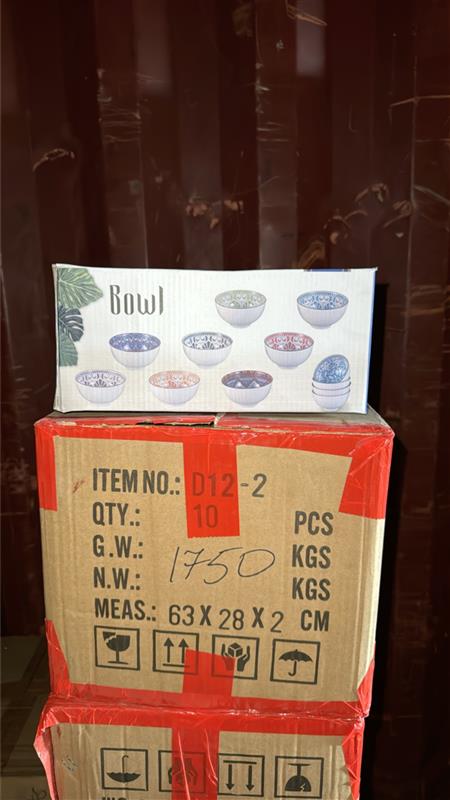 Bowl
ITEM NO.: D12-2
QTY.: 10 PCS
G.W.: KGS
1750
N.W.: KGS
MEAS.: 63 X 28 X 2 CM